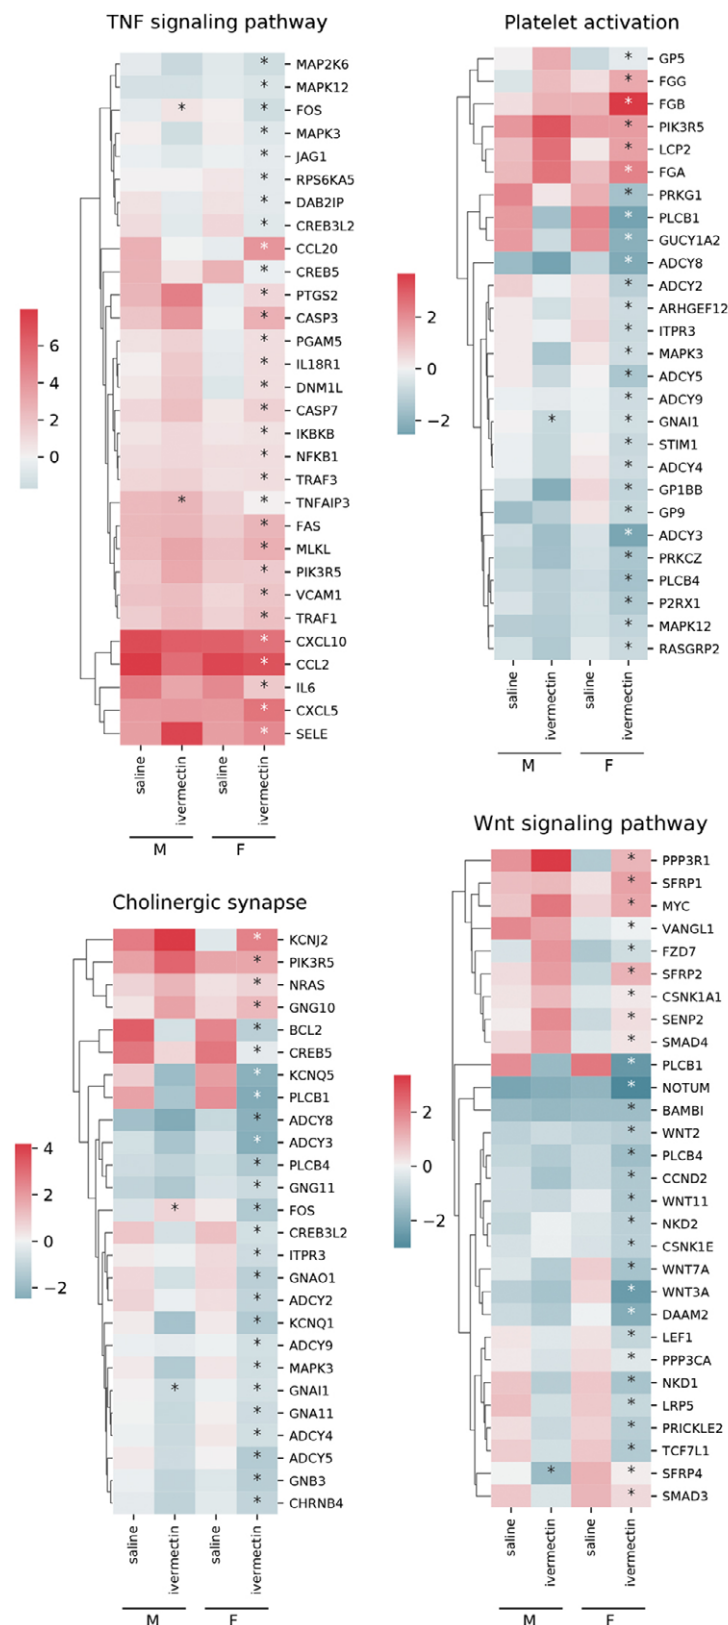 TNF signaling pathway
MAP2K6
MAPK12
FOS
MAPK3
JAG1
RPS6KA5
DAB2IP
CREB3L2
CCL20
CREB5
PTGS2
CASP3
PGAM5
IL18R1
DNM1L
CASP7
IKBKB
NFKB1
TRAF3
TNFAIP3
FAS
MLKL
PIK3R5
VCAM1
TRAF1
CXCL10
CCL2
IL6
CXCL5
SELE
6
4
2
0
saline
ivermectin
saline
ivermectin
M
F
Platelet activation
GP5
FGG
FGB
PIK3R5
LCP2
FGA
PRKG1
PLCB1
GUCY1A2
ADCY8
ADCY2
ARHGEF12
ITPR3
MAPK3
ADCY5
ADCY9
GNAI1
STIM1
ADCY4
GP1BB
GP9
ADCY3
PRKCZ
PLCB4
P2RX1
MAPK12
RASGRP2
2
0
−2
saline
ivermectin
saline
ivermectin
M
F
Cholinergic synapse
KCNJ2
PIK3R5
NRAS
GNG10
BCL2
CREB5
KCNQ5
PLCB1
ADCY8
ADCY3
PLCB4
GNG11
FOS
CREB3L2
ITPR3
GNAO1
ADCY2
KCNQ1
ADCY9
MAPK3
GNAI1
GNA11
ADCY4
ADCY5
GNB3
CHRNB4
4
2
0
−2
saline
ivermectin
saline
ivermectin
M
F
Wnt signaling pathway
PPP3R1
SFRP1
MYC
VANGL1
FZD7
SFRP2
CSNK1A1
SENP2
SMAD4
PLCB1
NOTUM
BAMBI
WNT2
PLCB4
CCND2
WNT11
NKD2
CSNK1E
WNT7A
WNT3A
DAAM2
LEF1
PPP3CA
NKD1
LRP5
PRICKLE2
TCF7L1
SFRP4
SMAD3
2
0
−2
saline
ivermectin
saline
ivermectin
M
F